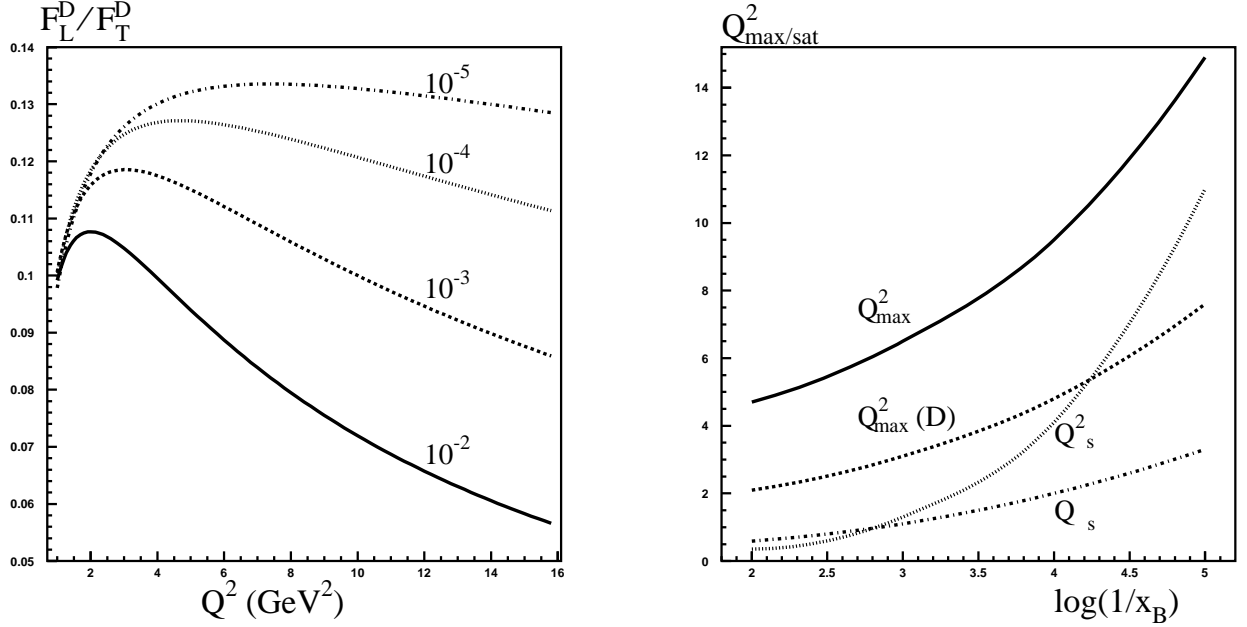 F_L^D/F_T^D
0.14
0.13
0.12
0.11
0.1
0.09
0.08
0.07
0.06
0.05
10^-5
10^-4
10^-3
10^-2
2 4 6 8 10 12 14 16
Q^2 (GeV^2)
Q^2_max/sat
14
12
10
8
6
4
2
0
Q^2_max
Q^2_max (D)
Q^2_s
Q_s
2 2.5 3 3.5 4 4.5 5
log(1/x_B)